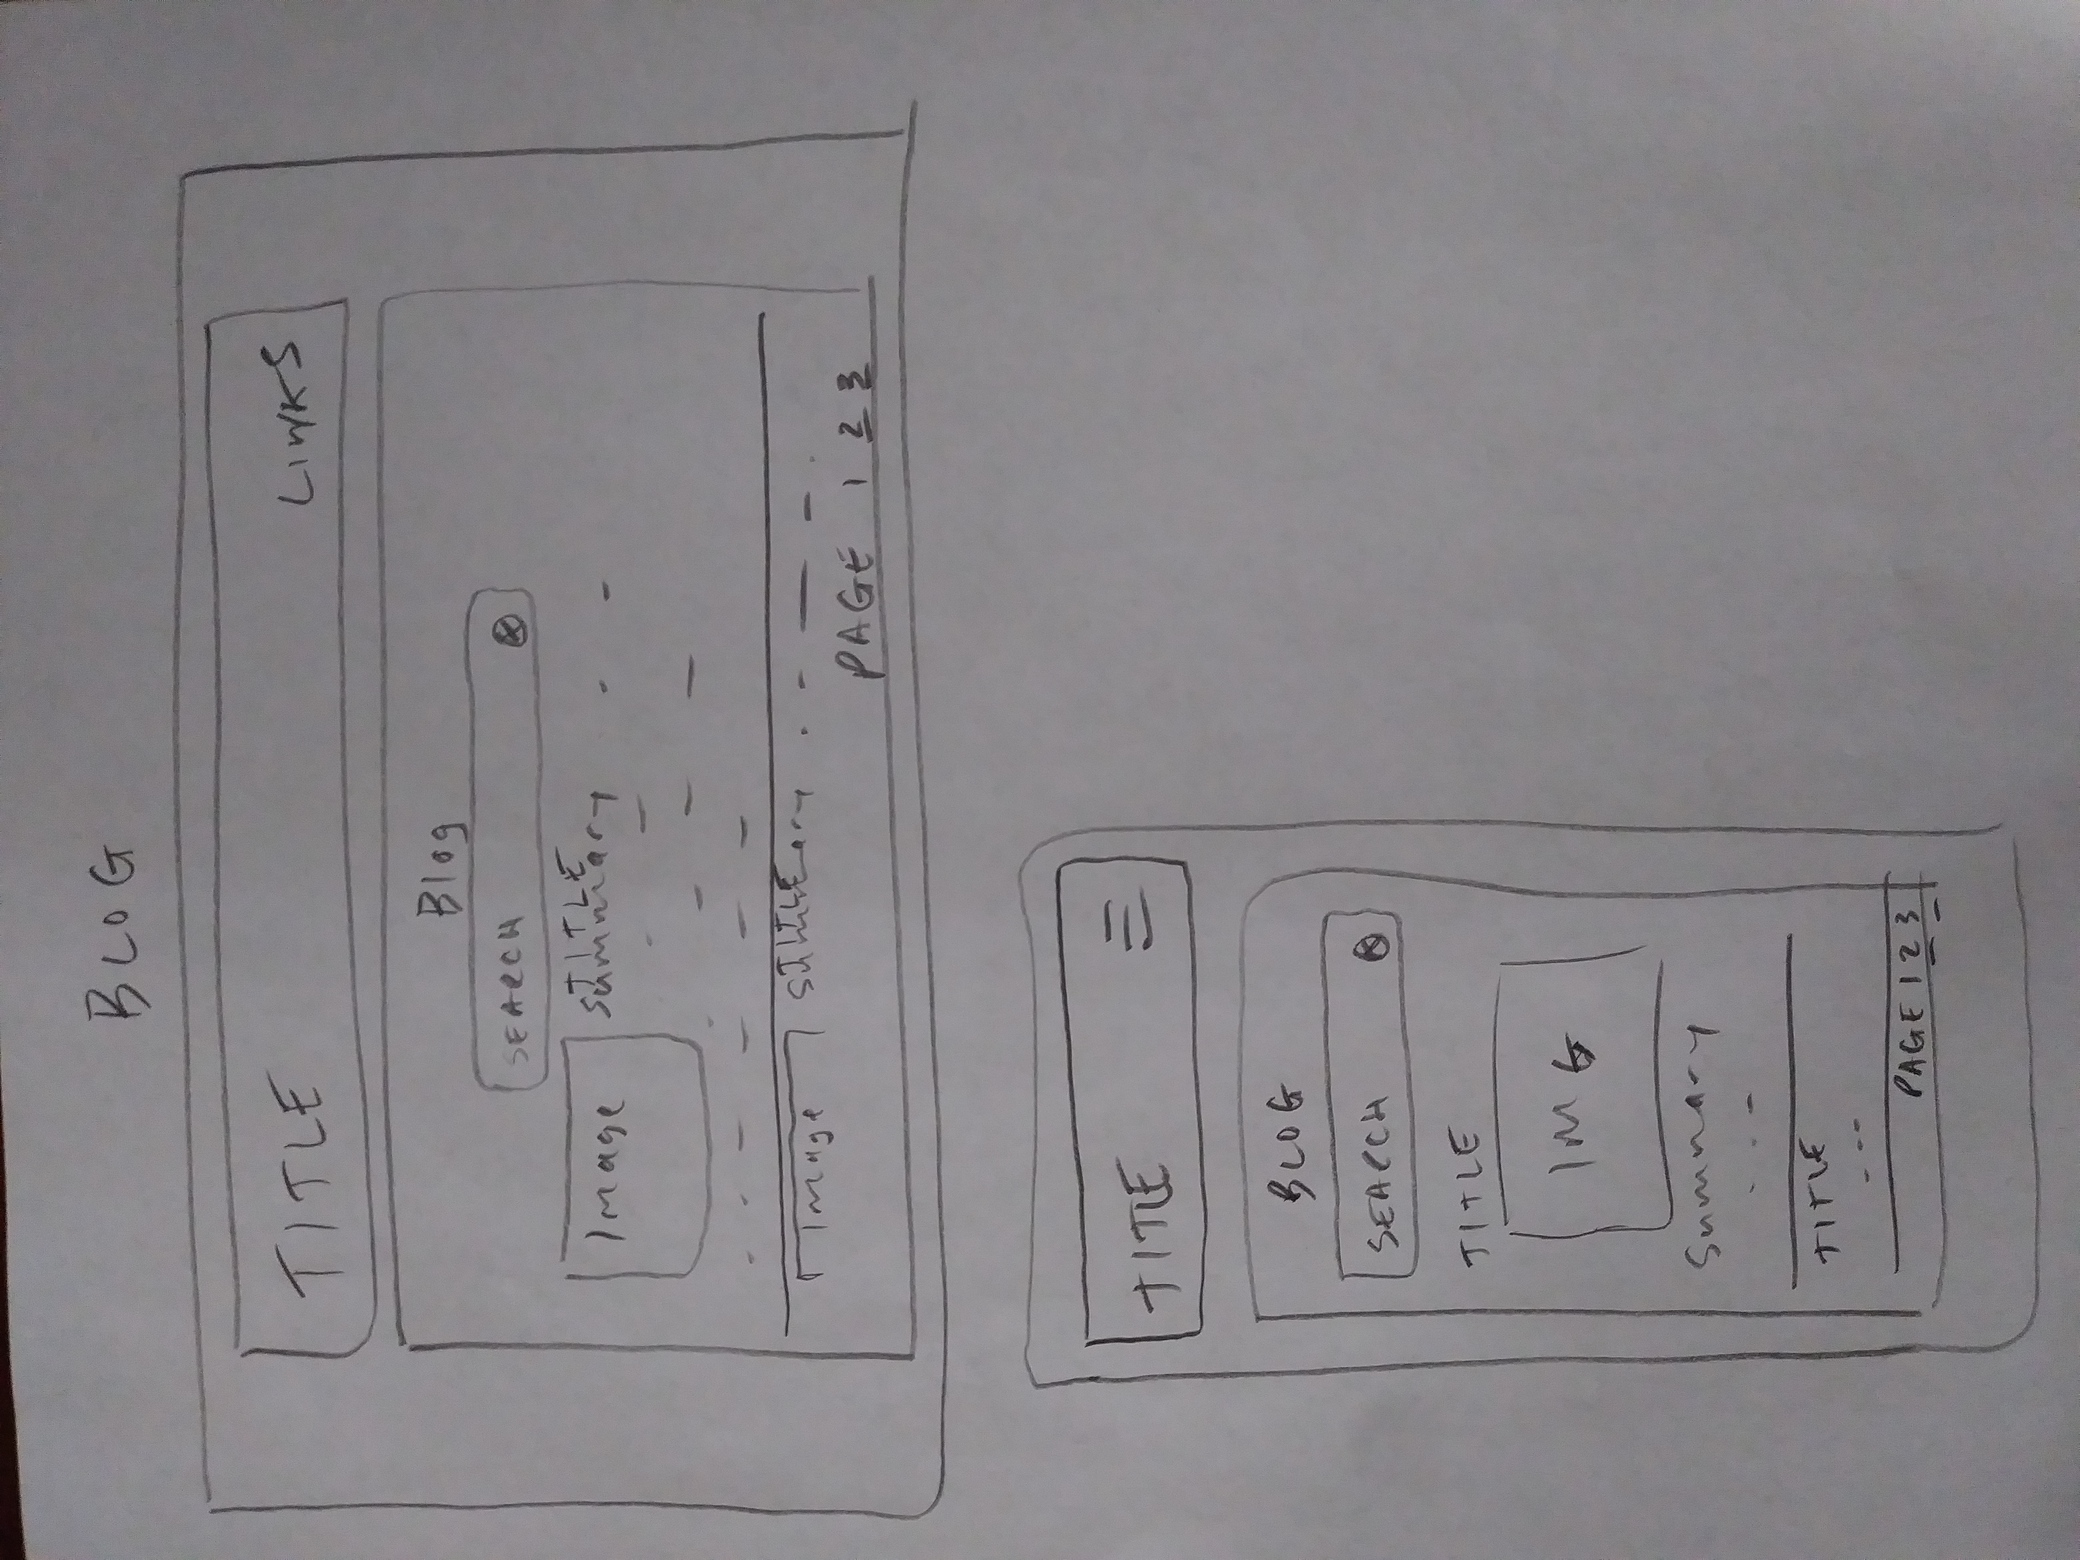 BLOG
TITLE LINKS
Blog
SEARCH
Image TITLE
Summary
Image TITLE
Summary
PAGE 1 2 3
TITLE
BLOG
SEARCH
TITLE
IMG
Summary
TITLE
PAGE 1 2 3